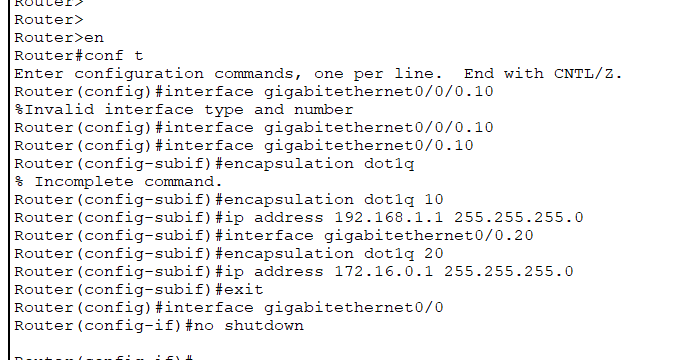 Router>
Router>
Router>en
Router#conf t
Enter configuration commands, one per line.  End with CNTL/Z.
Router(config)#interface gigabitethernet0/0/0.10
%Invalid interface type and number
Router(config)#interface gigabitethernet0/0/0.10
Router(config)#interface gigabitethernet0/0.10
Router(config-subif)#encapsulation dot1q
% Incomplete command.
Router(config-subif)#encapsulation dot1q 10
Router(config-subif)#ip address 192.168.1.1 255.255.255.0
Router(config-subif)#interface gigabitethernet0/0.20
Router(config-subif)#encapsulation dot1q 20
Router(config-subif)#ip address 172.16.0.1 255.255.255.0
Router(config-subif)#exit
Router(config)#interface gigabitethernet0/0
Router(config-if)#no shutdown
Router(config-if)#